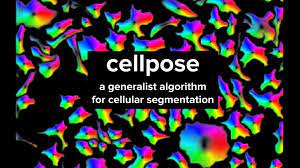 cellpose
a generalist algorithm
for cellular segmentation